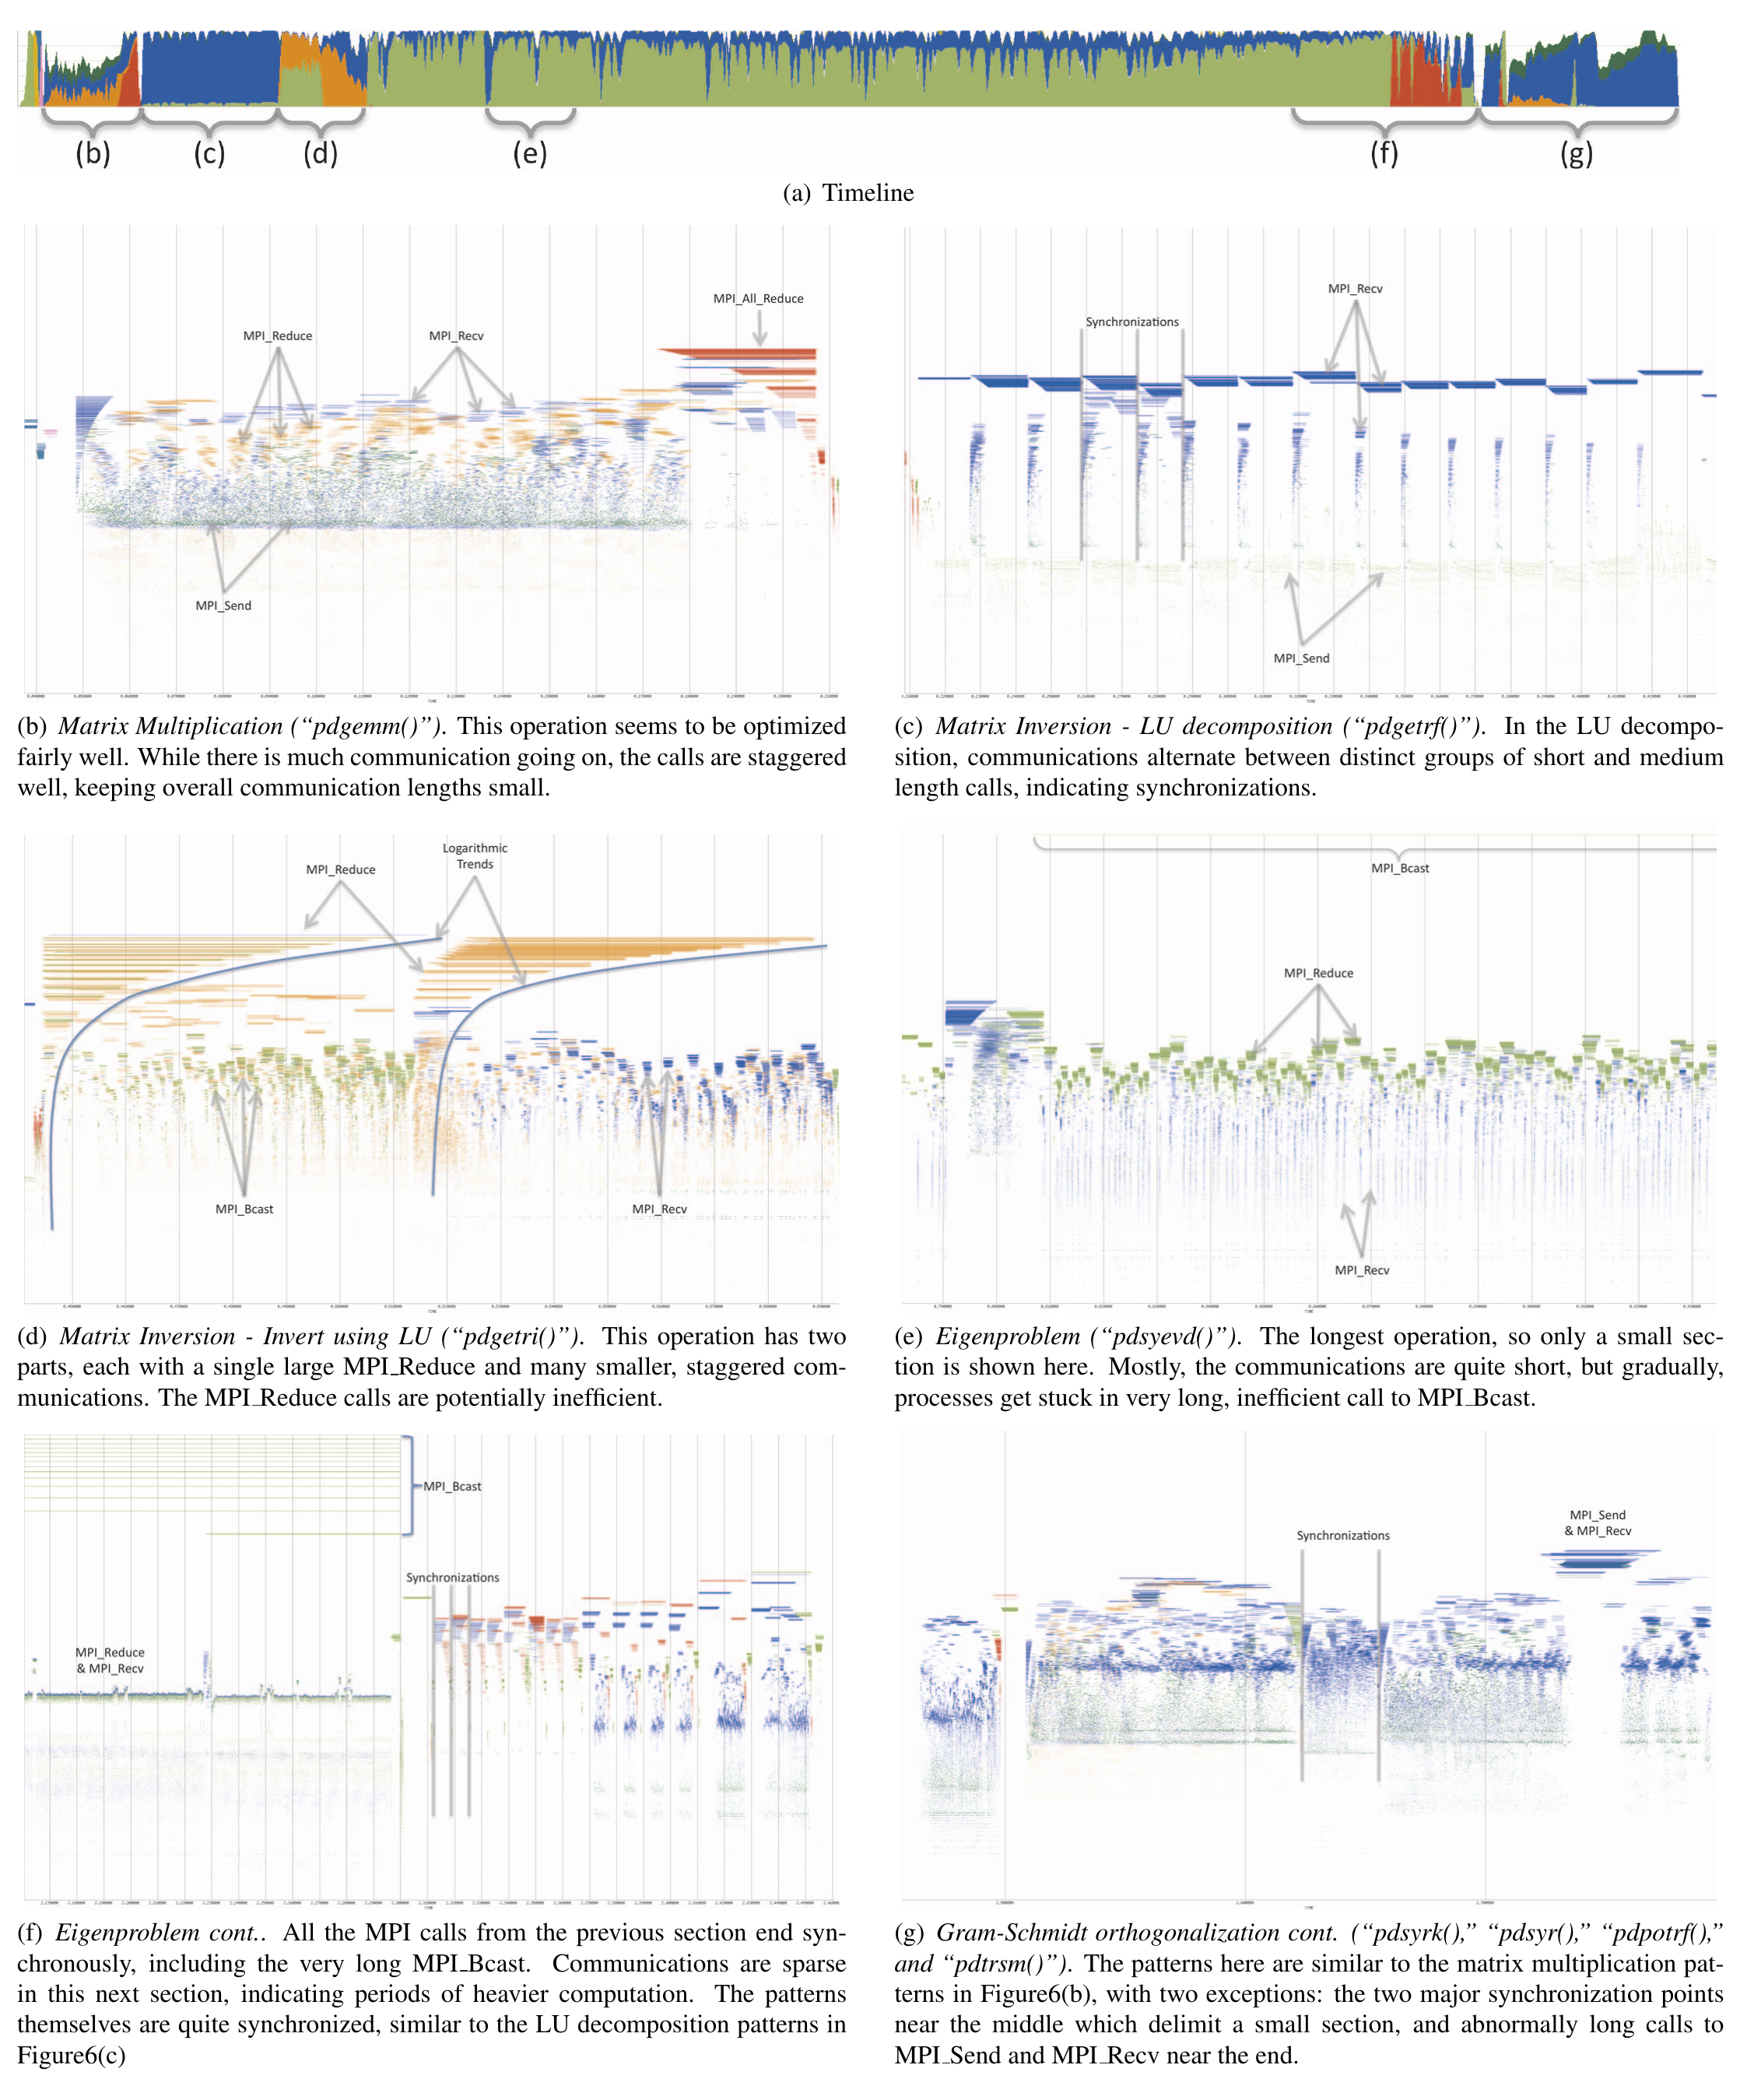 (b) (c) (d) (e) (f) (g)
(a) Timeline
MPI_All_Reduce
MPI_Reduce
MPI_Recv
MPI_Send
TIME
(b) Matrix Multiplication (“pdgemm()”). This operation seems to be optimized
fairly well. While there is much communication going on, the calls are staggered
well, keeping overall communication lengths small.
MPI_Recv
Synchronizations
MPI_Send
TIME
(c) Matrix Inversion - LU decomposition (“pdgetrf()”). In the LU decompo-
sition, communications alternate between distinct groups of short and medium
length calls, indicating synchronizations.
Logarithmic
Trends
MPI_Reduce
MPI_Bcast
MPI_Recv
TIME
(d) Matrix Inversion - Invert using LU (“pdgetri()”). This operation has two
parts, each with a single large MPI_Reduce and many smaller, staggered com-
munications. The MPI_Reduce calls are potentially inefficient.
MPI_Bcast
MPI_Reduce
MPI_Recv
TIME
(e) Eigenproblem (“pdsyevd()”). The longest operation, so only a small sec-
tion is shown here. Mostly, the communications are quite short, but gradually,
processes get stuck in very long, inefficient call to MPI_Bcast.
MPI_Bcast
Synchronizations
MPI_Reduce
& MPI_Recv
TIME
(f) Eigenproblem cont.. All the MPI calls from the previous section end syn-
chronously, including the very long MPI_Bcast. Communications are sparse
in this next section, indicating periods of heavier computation. The patterns
themselves are quite synchronized, similar to the LU decomposition patterns in
Figure6(c)
MPI_Send
& MPI_Recv
Synchronizations
TIME
(g) Gram-Schmidt orthogonalization cont. (“pdsyrk(),” “pdsyr(),” “pdpotrf(),”
and “pdtrsm()”). The patterns here are similar to the matrix multiplication pat-
terns in Figure6(b), with two exceptions: the two major synchronization points
near the middle which delimit a small section, and abnormally long calls to
MPI_Send and MPI_Recv near the end.